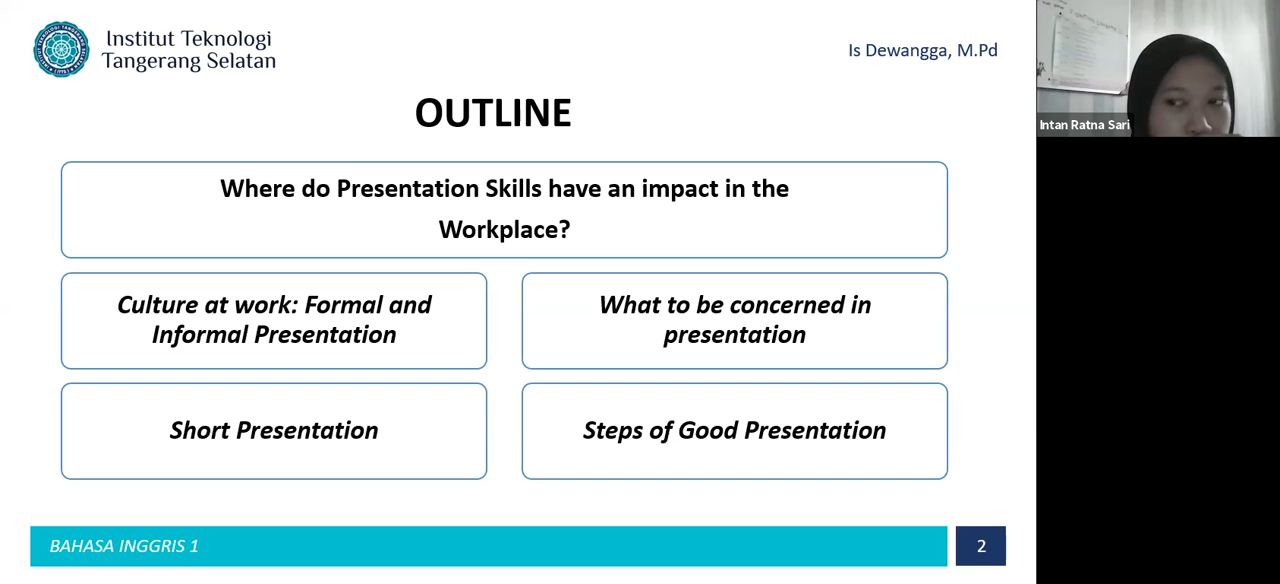 Institut Teknologi
Tangerang Selatan
Is Dewangga, M.Pd
OUTLINE
Where do Presentation Skills have an impact in the
Workplace?
Culture at work: Formal and
Informal Presentation
What to be concerned in
presentation
Short Presentation
Steps of Good Presentation
BAHASA INGGRIS 1
2
Intan Ratna Sari